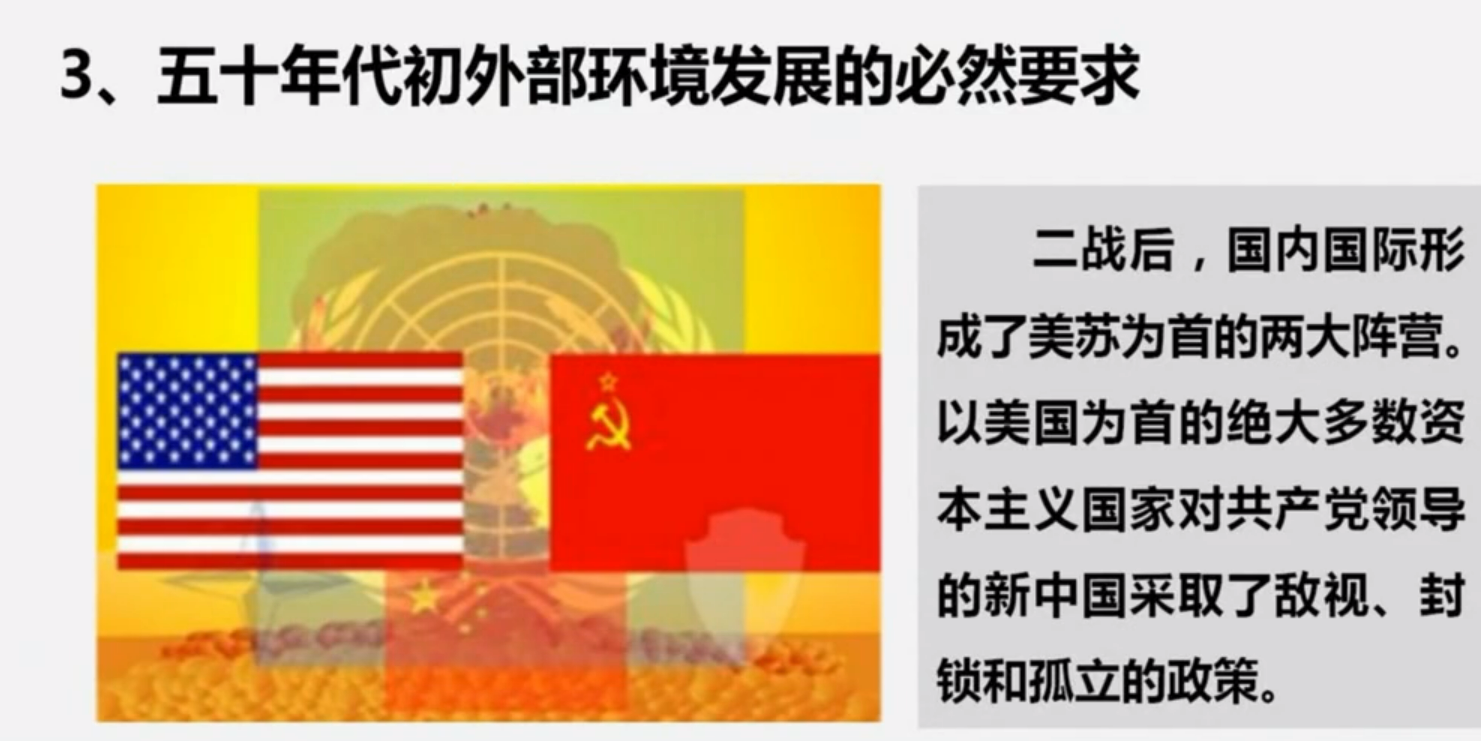 3、五十年代初外部环境发展的必然要求
二战后，国内国际形
成了美苏为首的两大阵营。
以美国为首的绝大多数资
本主义国家对共产党领导
的新中国采取了敌视、封
锁和孤立的政策。